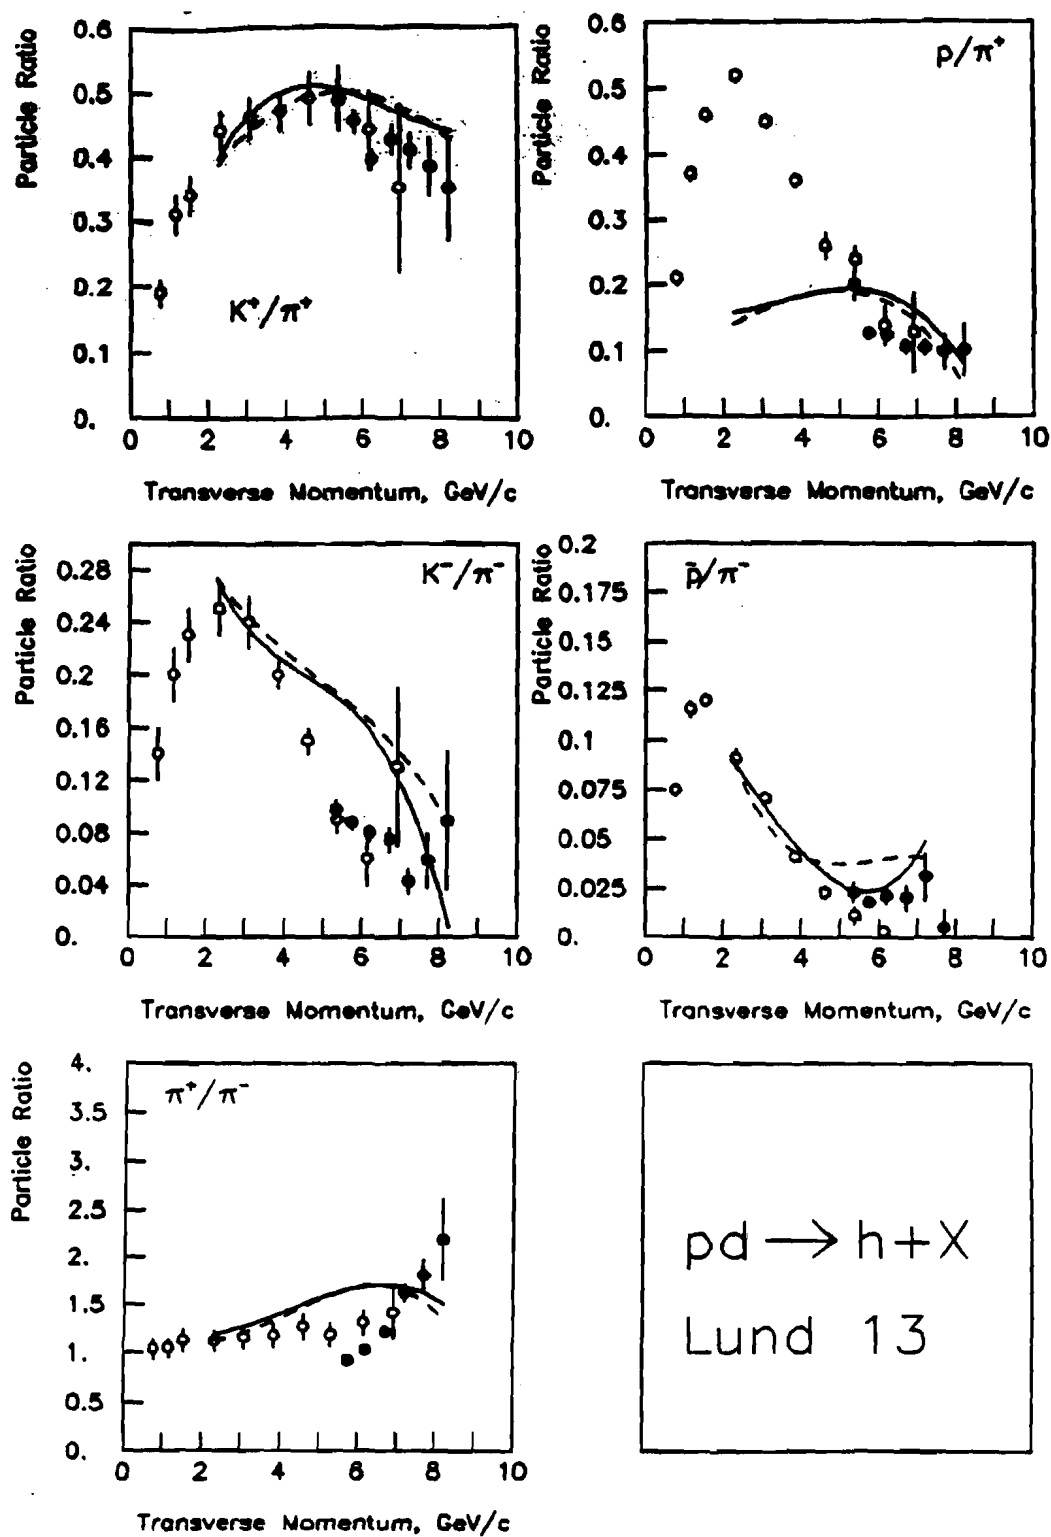 Particle Ratio
0.6
0.5
0.4
0.3
0.2
0.1
0.
K⁺/π⁺
0 2 4 6 8 10
Transverse Momentum, GeV/c
Particle Ratio
0.6
0.5
0.4
0.3
0.2
0.1
0.
p/π⁺
0 2 4 6 8 10
Transverse Momentum, GeV/c
Particle Ratio
0.28
0.24
0.2
0.16
0.12
0.08
0.04
0.
K⁻/π⁻
0 2 4 6 8 10
Transverse Momentum, GeV/c
Particle Ratio
0.2
0.175
0.15
0.125
0.1
0.075
0.05
0.025
0.
p̄/π⁻
0 2 4 6 8 10
Transverse Momentum, GeV/c
Particle Ratio
4.
3.5
3.
2.5
2.
1.5
1.
0.5
0.
π⁺/π⁻
0 2 4 6 8 10
Transverse Momentum, GeV/c
pd → h+X
Lund 13